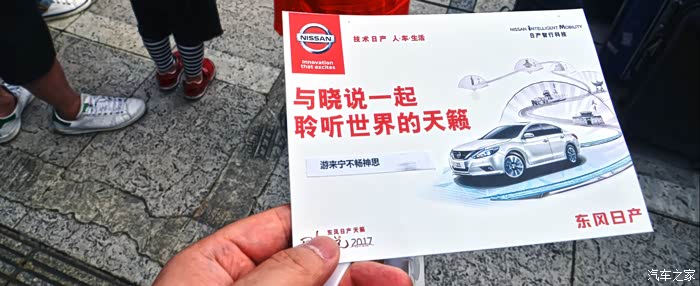 NISSAN
Innovation
that excites
技术日产 人·车·生活
NISSAN INTELLIGENT MOBILITY
日产智行科技
与晓说一起
聆听世界的天籁
游来宁不畅神思
东风日产
东风日产 天籁
2017
汽车之家